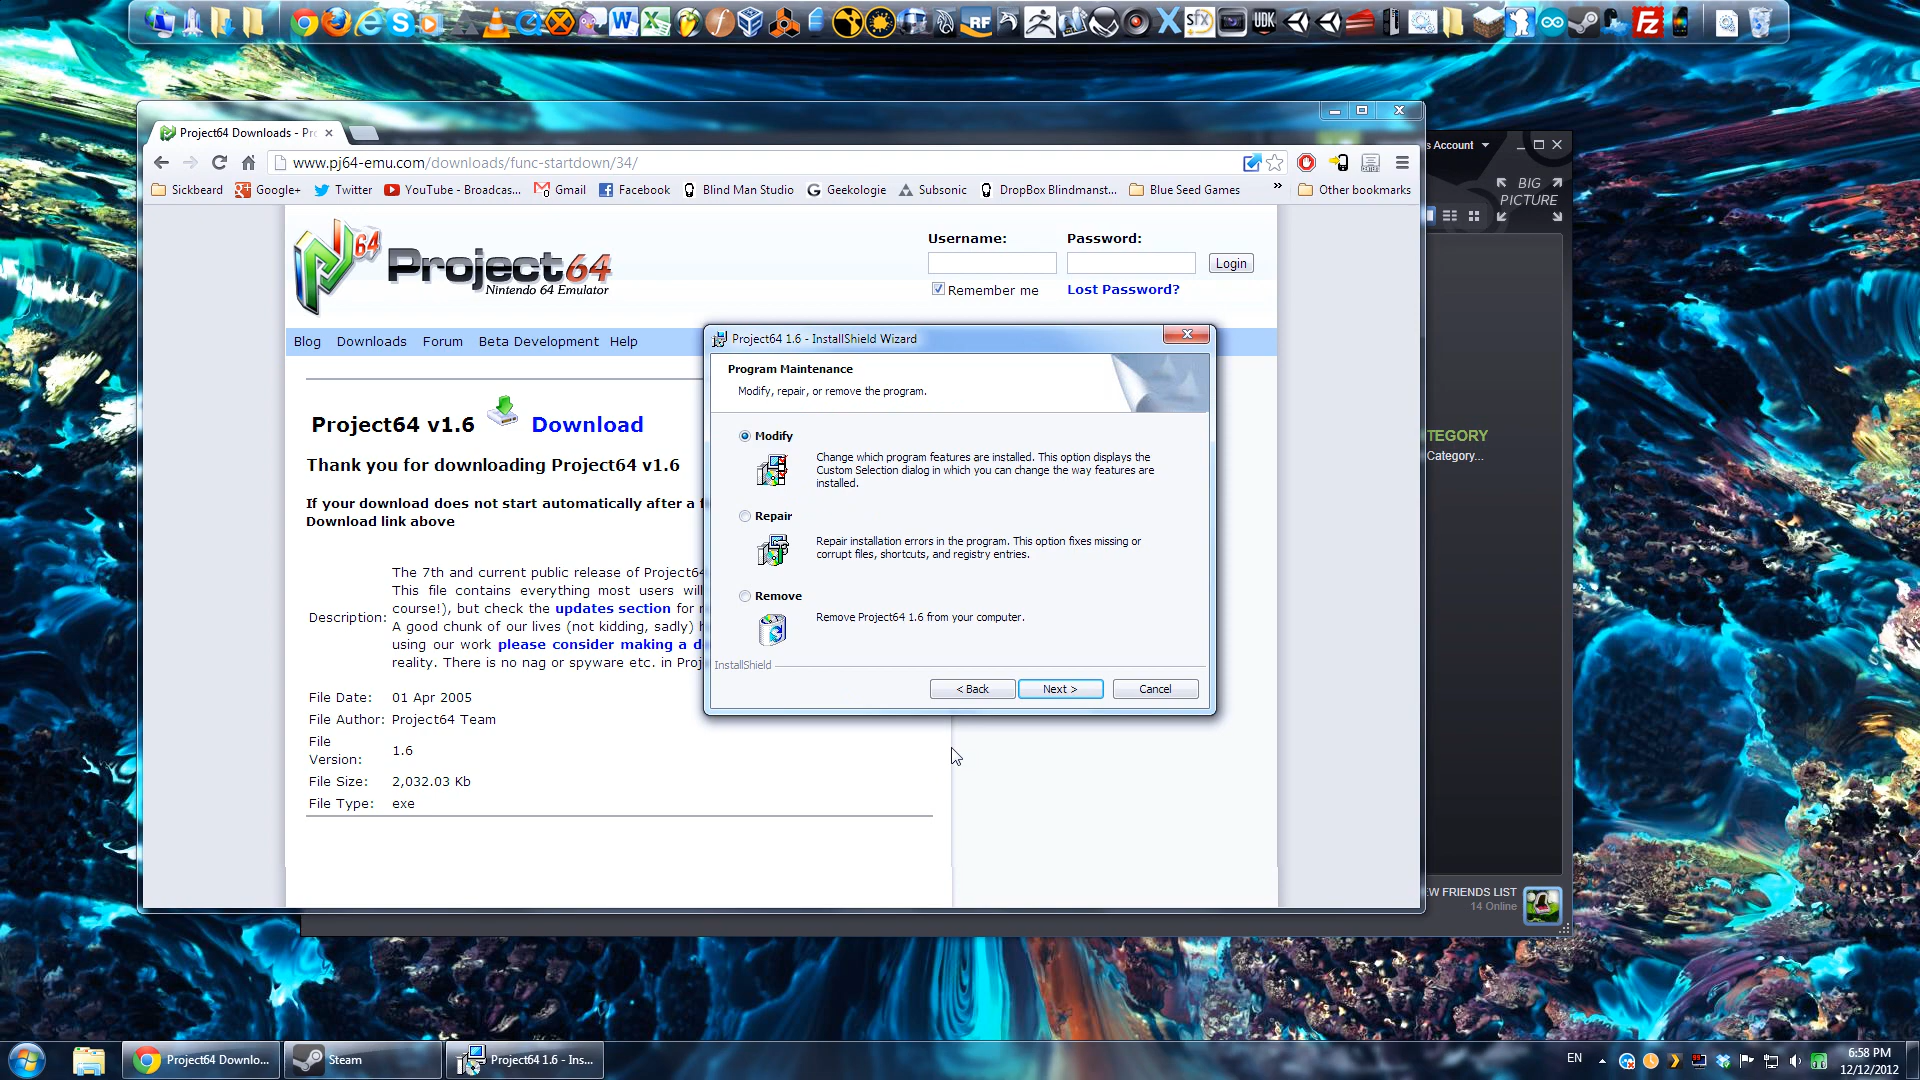 RF
sfx
UDK
Fz
Project64 Downloads - Pr
www.pj64-emu.com/downloads/func-startdown/34/
Sickbeard
Google+
Twitter
YouTube - Broadcas...
Gmail
Facebook
Blind Man Studio
Geekologie
Subsonic
DropBox Blindmanst...
Blue Seed Games
»
Other bookmarks
s Account
BIG
PICTURE
64
Project64
Nintendo 64 Emulator
Username:
Password:
Login
Remember me
Lost Password?
Blog
Downloads
Forum
Beta Development
Help
Project64 v1.6
Download
Thank you for downloading Project64 v1.6
If your download does not start automatically after a f
Download link above
Description:
The 7th and current public release of Project64
This file contains everything most users will
course!), but check the updates section for
A good chunk of our lives (not kidding, sadly)
using our work please consider making a d
reality. There is no nag or spyware etc. in Proj
File Date:
01 Apr 2005
File Author:
Project64 Team
File
Version:
1.6
File Size:
2,032.03 Kb
File Type:
exe
Project64 1.6 - InstallShield Wizard
Program Maintenance
Modify, repair, or remove the program.
Modify
Change which program features are installed. This option displays the
Custom Selection dialog in which you can change the way features are
installed.
Repair
Repair installation errors in the program. This option fixes missing or
corrupt files, shortcuts, and registry entries.
Remove
Remove Project64 1.6 from your computer.
InstallShield
< Back
Next >
Cancel
TEGORY
Category...
EW FRIENDS LIST
14 Online
Project64 Downlo...
Steam
Project64 1.6 - Ins...
EN
6:58 PM
12/12/2012